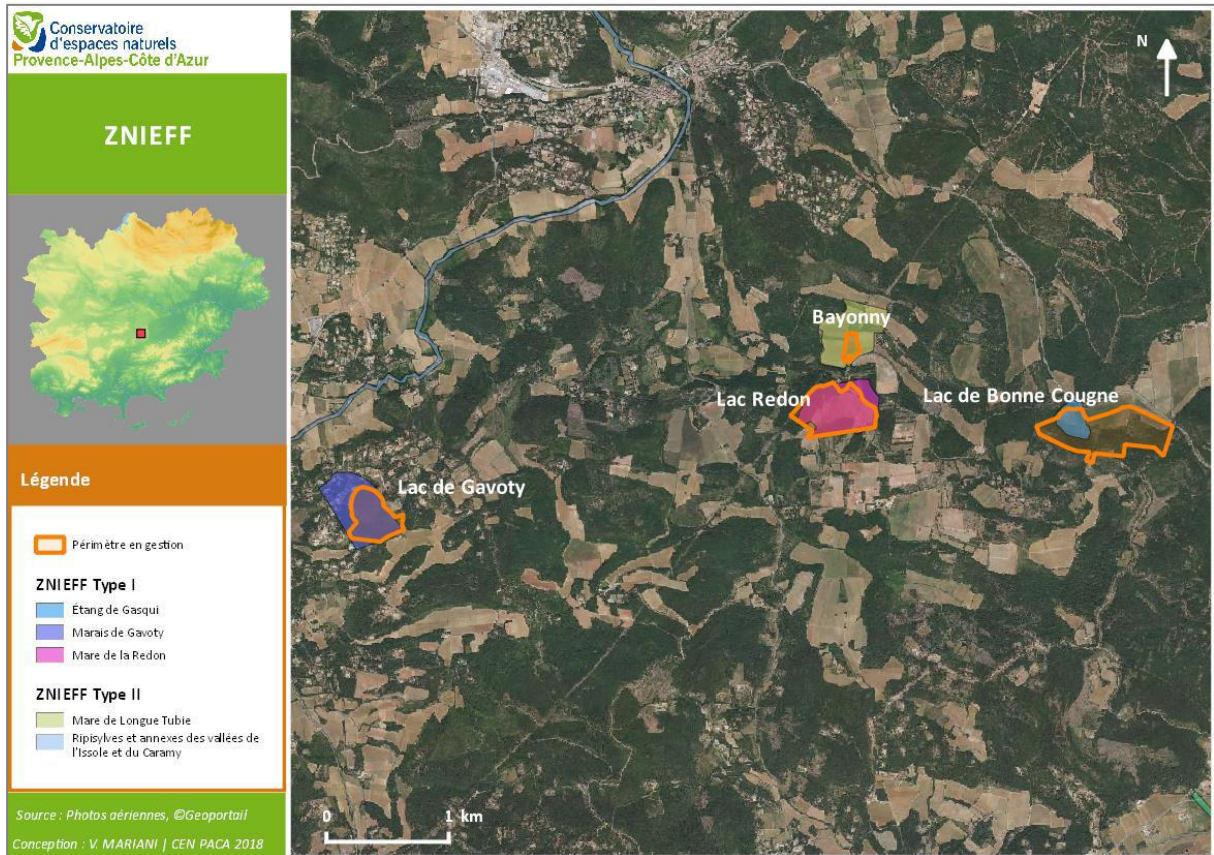 Conservatoire
d'espaces naturels
Provence-Alpes-Côte d'Azur
ZNIEFF
Légende
Périmètre en gestion
ZNIEFF Type I
Étang de Gasqui
Marais de Gavoty
Mare de la Redon
ZNIEFF Type II
Mare de Longue Tubie
Ripisylves et annexes des vallées de
l'Issole et du Caramy
Source : Photos aériennes, ©Geoportail
Conception : V. MARIANI | CEN PACA 2018
N
Bayonny
Lac Redon
Lac de Bonne Cougne
Lac de Gavoty
0 1 km